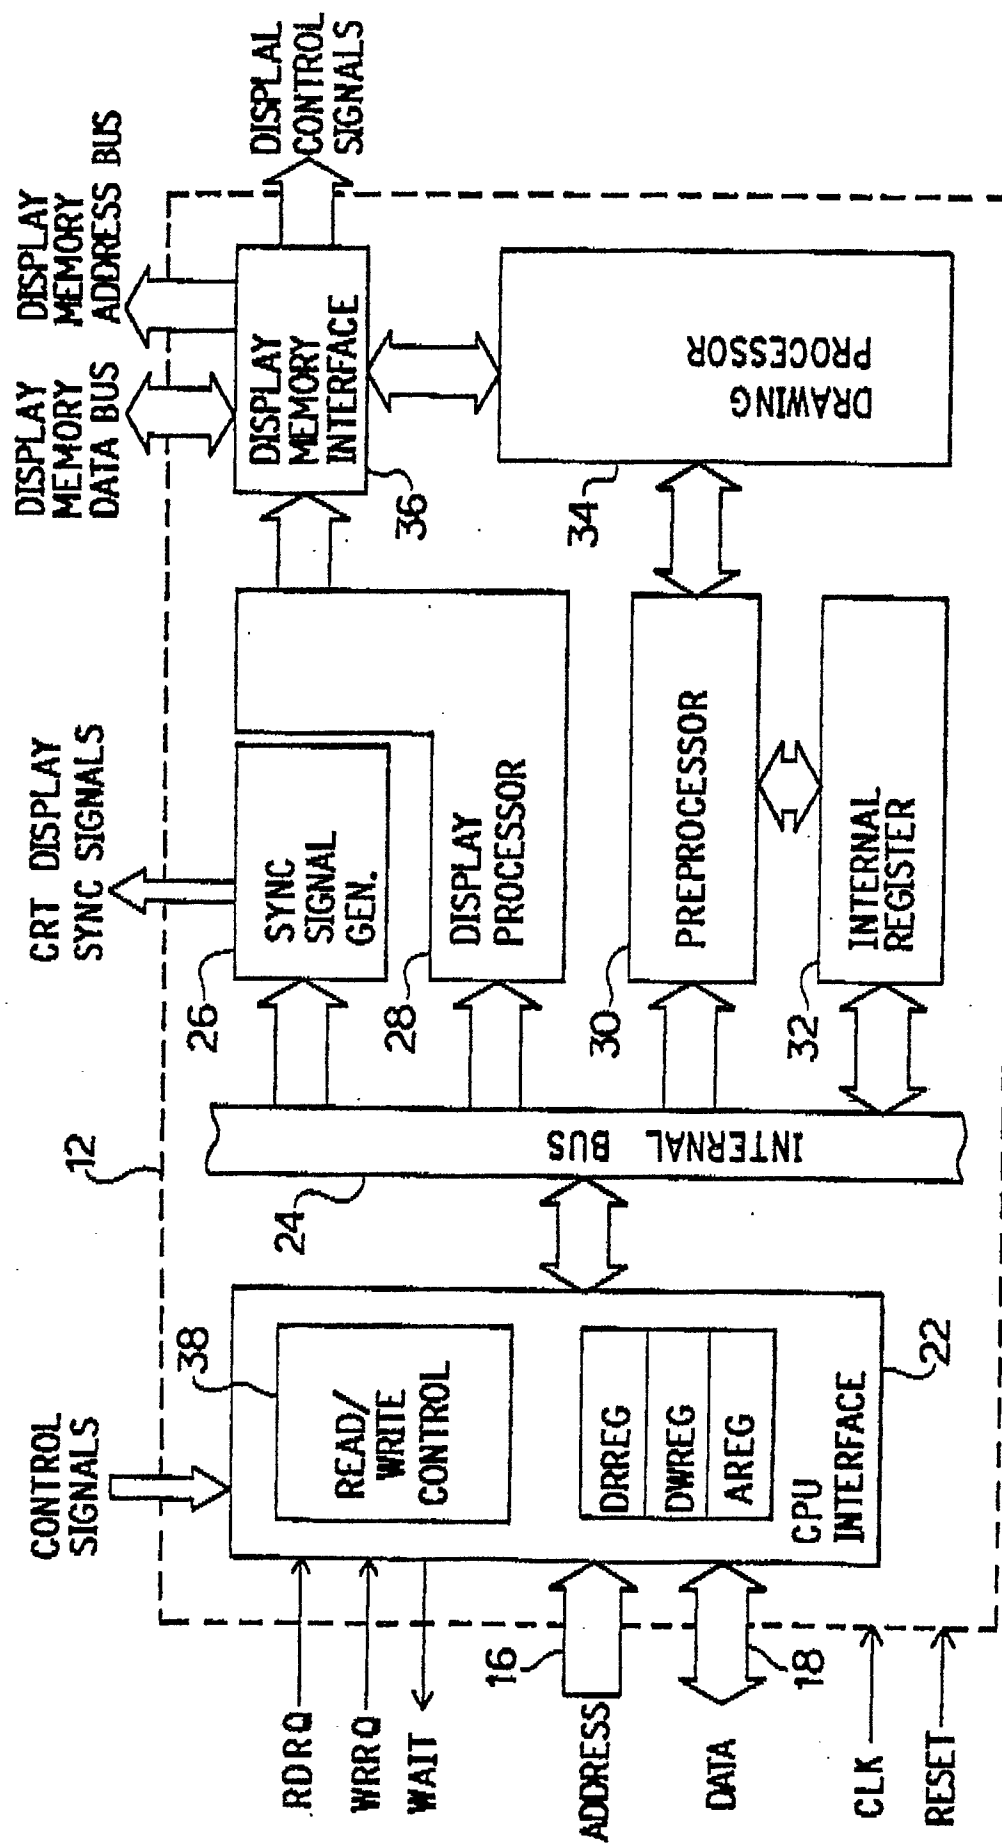 CONTROL
SIGNALS
CRT DISPLAY
SYNC SIGNALS
DISPLAY
MEMORY
DATA BUS
DISPLAY
MEMORY
ADDRESS BUS
DISPLAL
CONTROL
SIGNALS
12
38
READ/
WRITE
CONTROL
RDRQ
WRRQ
WAIT
ADDRESS
16
DATA
18
CLK
RESET
DRREG
DWREG
AREG
CPU
INTERFACE
22
24
INTERNAL BUS
26
SYNC
SIGNAL
GEN.
28
DISPLAY
PROCESSOR
30
PREPROCESSOR
32
INTERNAL
REGISTER
DISPLAY
MEMORY
INTERFACE
36
34
DRAWING
PROCESSOR